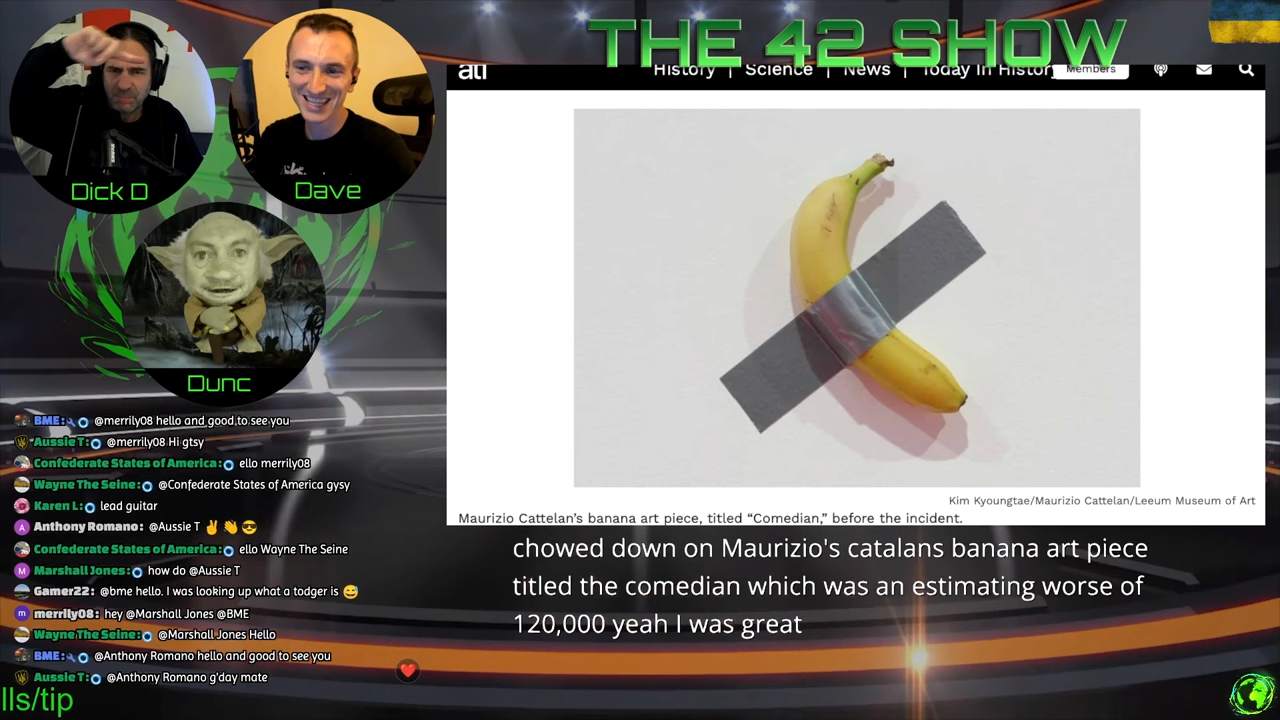 THE 42 SHOW
ati
History | Science | News | Today In History
Members
Dick D
Dave
Dunc
Kim Kyoungtae/Maurizio Cattelan/Leeum Museum of Art
Maurizio Cattelan’s banana art piece, titled “Comedian,” before the incident.
chowed down on Maurizio's catalans banana art piece
titled the comedian which was an estimating worse of
120,000 yeah I was great
BME: @merrily08 hello and good to see you
Aussie T: @merrily08 Hi gtsy
Confederate States of America: ello merrily08
Wayne The Seine: @Confederate States of America gysy
Karen L: lead guitar
Anthony Romano: @Aussie T ✌️ 👋 😎
Confederate States of America: ello Wayne The Seine
Marshall Jones: how do @Aussie T
Gamer22: @bme hello. I was looking up what a todger is 😅
merrily08: hey @Marshall Jones @BME
Wayne The Seine: @Marshall Jones Hello
BME: @Anthony Romano hello and good to see you
Aussie T: @Anthony Romano g'day mate
lls/tip